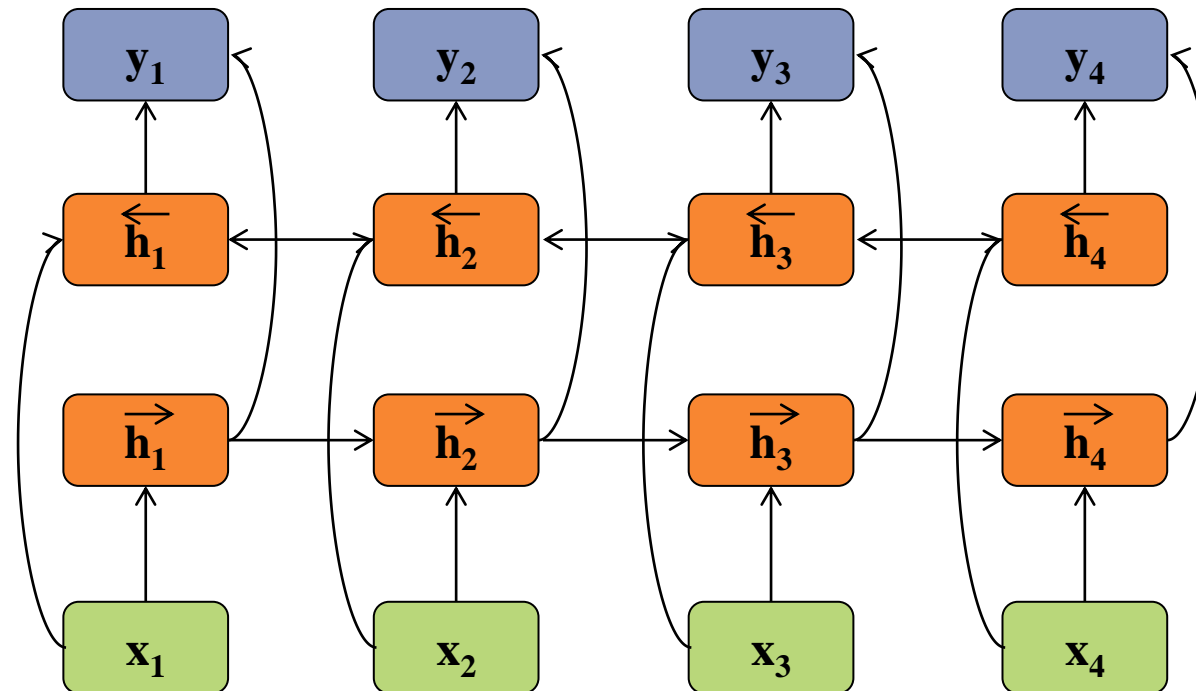 y₁ y₂ y₃ y₄
←h₁ ←h₂ ←h₃ ←h₄
→h₁ →h₂ →h₃ →h₄
x₁ x₂ x₃ x₄